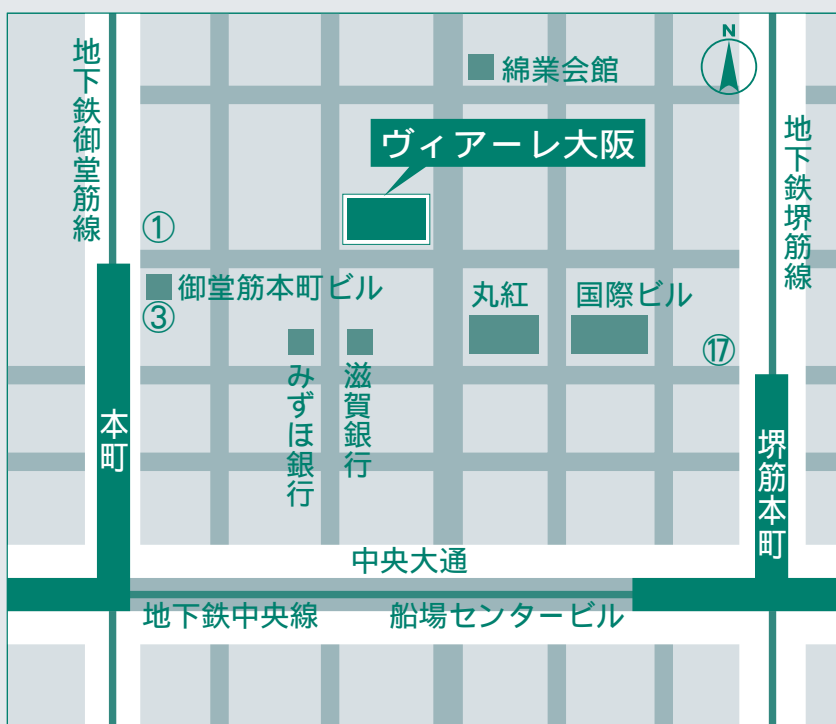 綿業会館
N
地下鉄御堂筋線
ヴィアーレ大阪
地下鉄堺筋線
①
御堂筋本町ビル
③
丸紅
国際ビル
⑰
みずほ銀行
滋賀銀行
本町
堺筋本町
中央大通
地下鉄中央線
船場センタービル